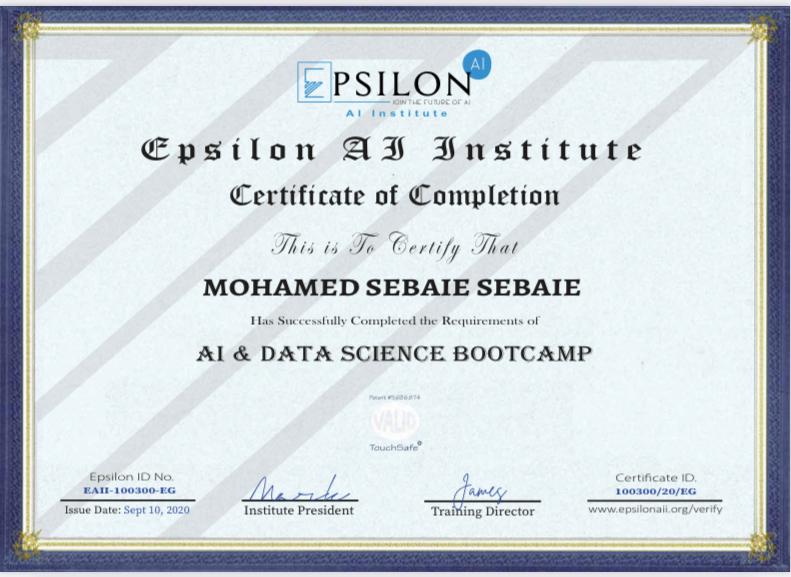 EPSILON AI
JOIN THE FUTURE OF AI
AI Institute
Epsilon AI Institute
Certificate of Completion
This is To Certify That
MOHAMED SEBAIE SEBAIE
Has Successfully Completed the Requirements of
AI & DATA SCIENCE BOOTCAMP
VALID
TouchSafe
Epsilon ID No.
EAII-100300-EG
Issue Date: Sept 10, 2020
Institute President
James
Training Director
Certificate ID.
100300/20/EG
www.epsilonaii.org/verify